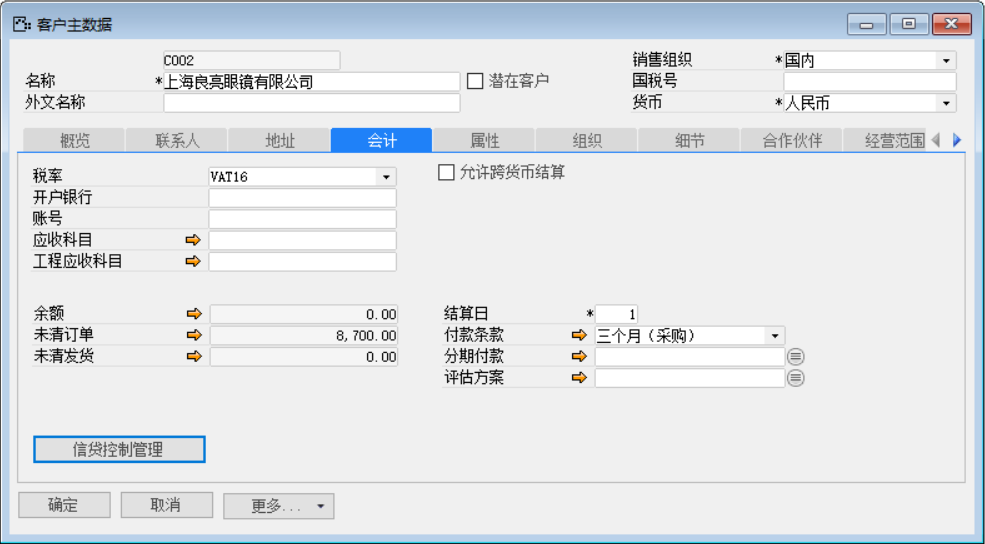 客户主数据
C002
销售组织 *国内
名称 *上海良亮眼镜有限公司 潜在客户 国税号
外文名称 货币 *人民币
概览 联系人 地址 会计 属性 组织 细节 合作伙伴 经营范围
税率 VAT16 允许跨货币结算
开户银行
账号
应收科目
工程应收科目
余额 0.00 结算日 * 1
未清订单 8,700.00 付款条款 三个月（采购）
未清发货 0.00 分期付款
评估方案
信贷控制管理
确定 取消 更多...